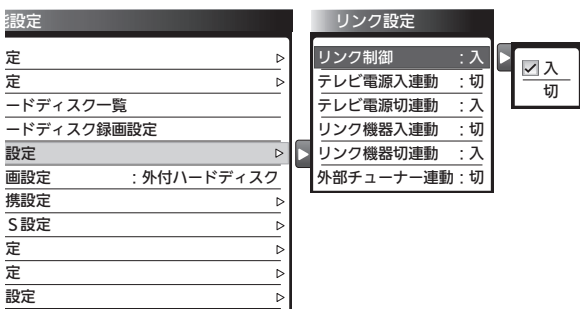 設定
定
定
ードディスク一覧
ードディスク録画設定
設定
画設定　：外付ハードディスク
携設定
S設定
定
定
設定
リンク設定
リンク制御　：入
テレビ電源入連動　：切
テレビ電源切連動　：入
リンク機器入連動　：切
リンク機器切連動　：入
外部チューナー連動：切
入
切